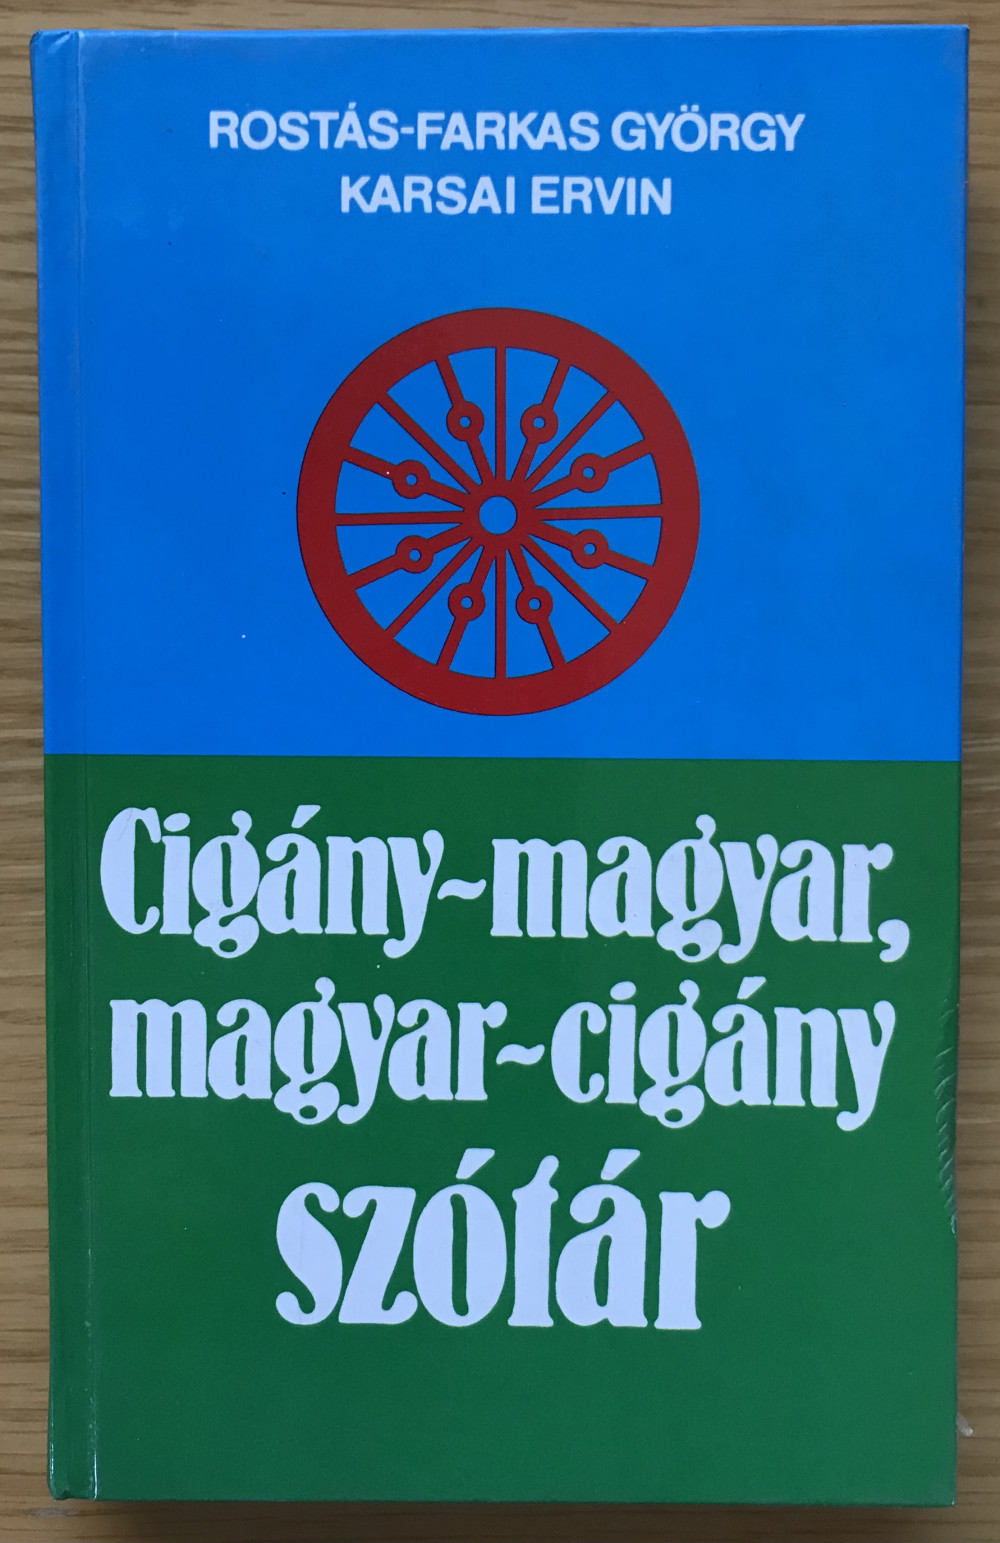 ROSTÁS-FARKAS GYÖRGY
KARSAI ERVIN
Cigány-magyar,
magyar-cigány
szótár